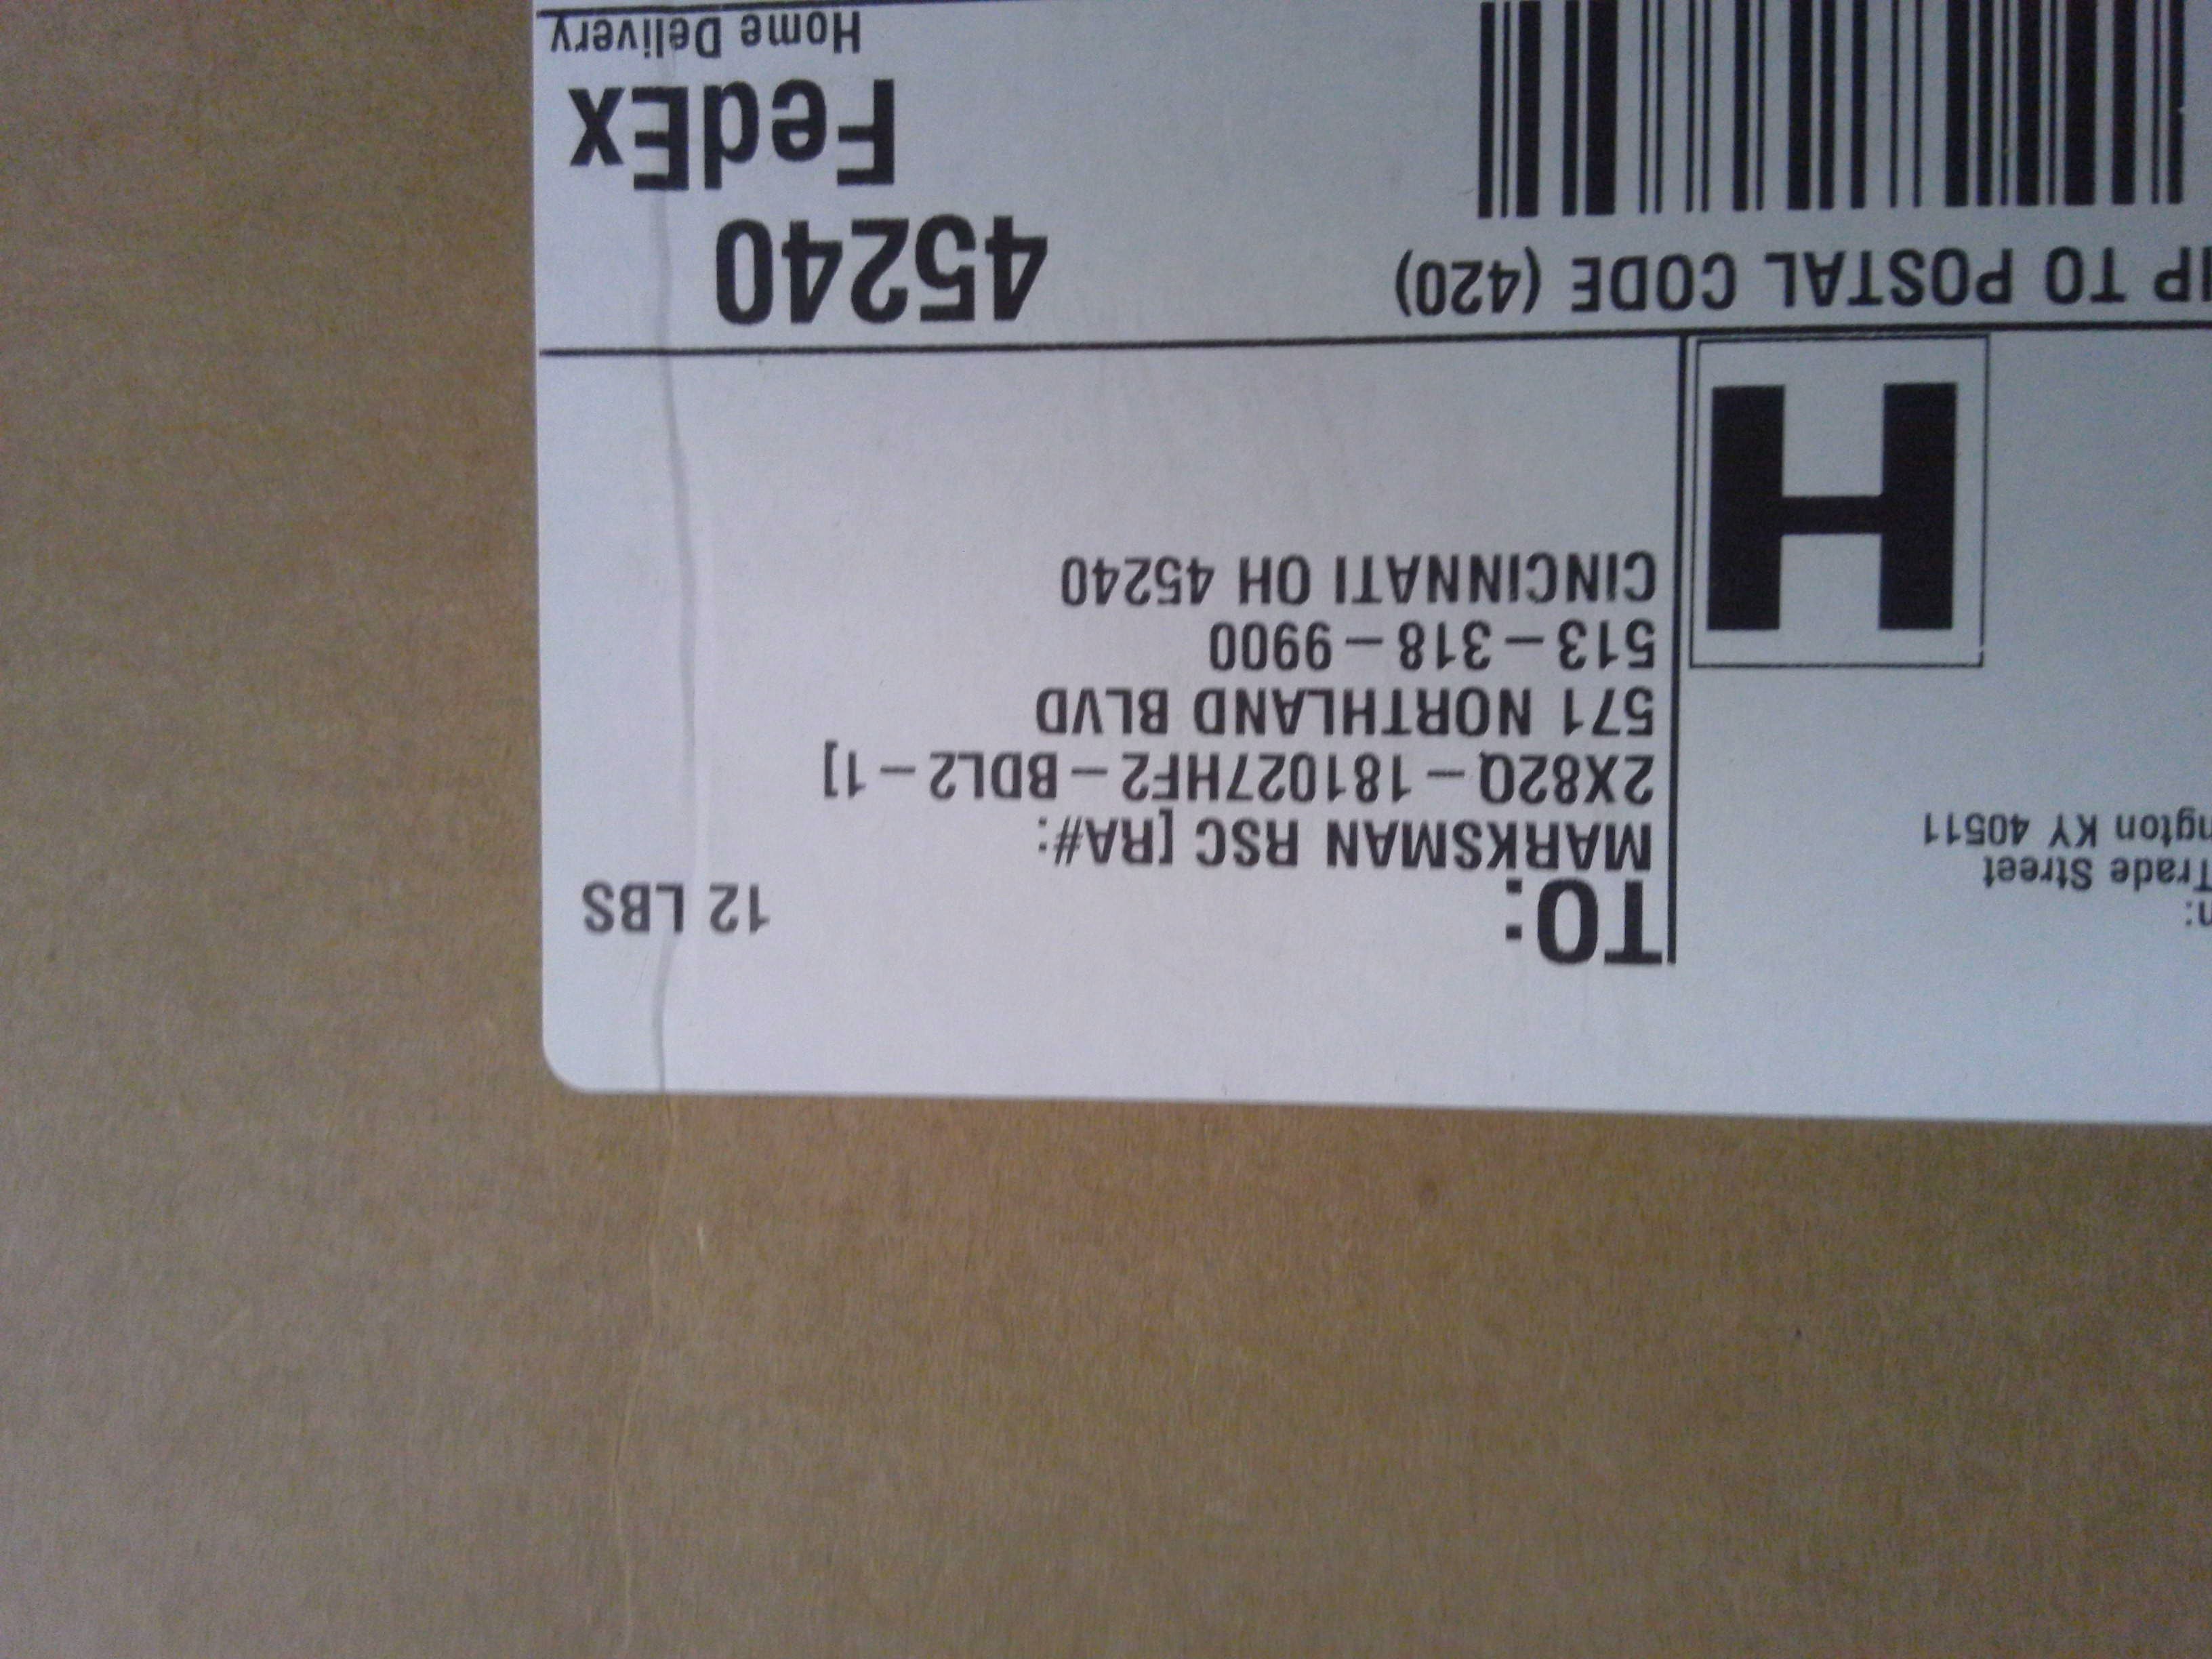 n:
Trade Street
ngton KY 40511
TO:
12 LBS
MARKSMAN RSC [RA#:
2X82Q-181027HF2-BDL2-1]
571 NORTHLAND BLVD
513-318-9900
CINCINNATI OH 45240
H
IP TO POSTAL CODE (420)
45240
FedEx
Home Delivery